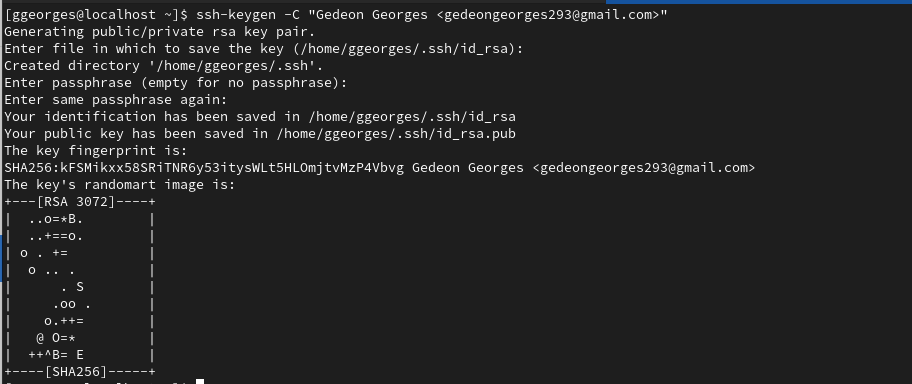 [ggeorges@localhost ~]$ ssh-keygen -C "Gedeon Georges <gedeongeorges293@gmail.com>"
Generating public/private rsa key pair.
Enter file in which to save the key (/home/ggeorges/.ssh/id_rsa):
Created directory '/home/ggeorges/.ssh'.
Enter passphrase (empty for no passphrase):
Enter same passphrase again:
Your identification has been saved in /home/ggeorges/.ssh/id_rsa
Your public key has been saved in /home/ggeorges/.ssh/id_rsa.pub
The key fingerprint is:
SHA256:kFSMikxx58SRiTNR6y53itysWLt5HLOmjtvMzP4Vbvg Gedeon Georges <gedeongeorges293@gmail.com>
The key's randomart image is:
+---[RSA 3072]----+
|  ..o=*B.        |
|  ..+==o.        |
| o . +=          |
|  o .. .         |
|      . S        |
|     .oo .       |
|    o.++=        |
|   @ O=*         |
|  ++^B= E        |
+----[SHA256]-----+